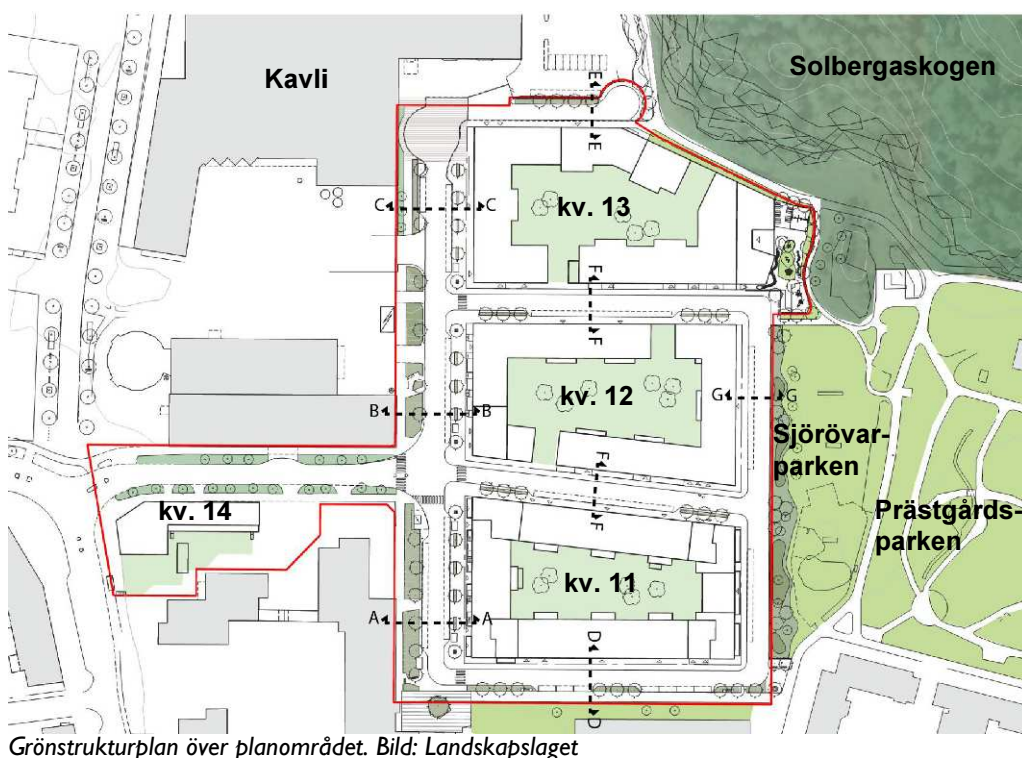 Kavli
Solbergaskogen
E
E
C
C
kv. 13
F
F
kv. 12
B
B
G
G
Sjörövar-
parken
kv. 14
Prästgårds-
parken
F
F
kv. 11
A
A
D
D
Grönstrukturplan över planområdet. Bild: Landskapslaget